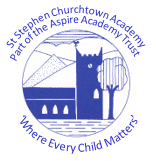 St Stephen Churchtown Academy
Part of the Aspire Academy Trust
'Where Every Child Matters'